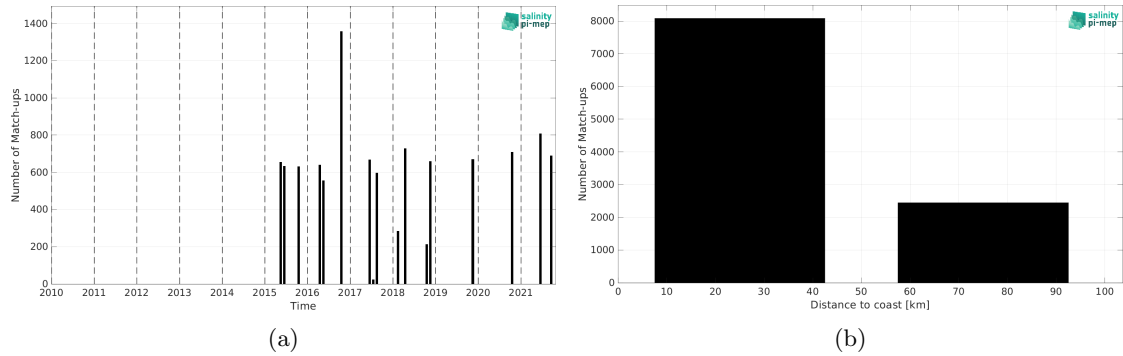 salinity
pi-mep
1400
1200
1000
800
600
400
200
0
Number of Match-ups
2010 2011 2012 2013 2014 2015 2016 2017 2018 2019 2020 2021
Time
(a)
salinity
pi-mep
8000
7000
6000
5000
4000
3000
2000
1000
0
Number of Match-ups
0 10 20 30 40 50 60 70 80 90 100
Distance to coast [km]
(b)